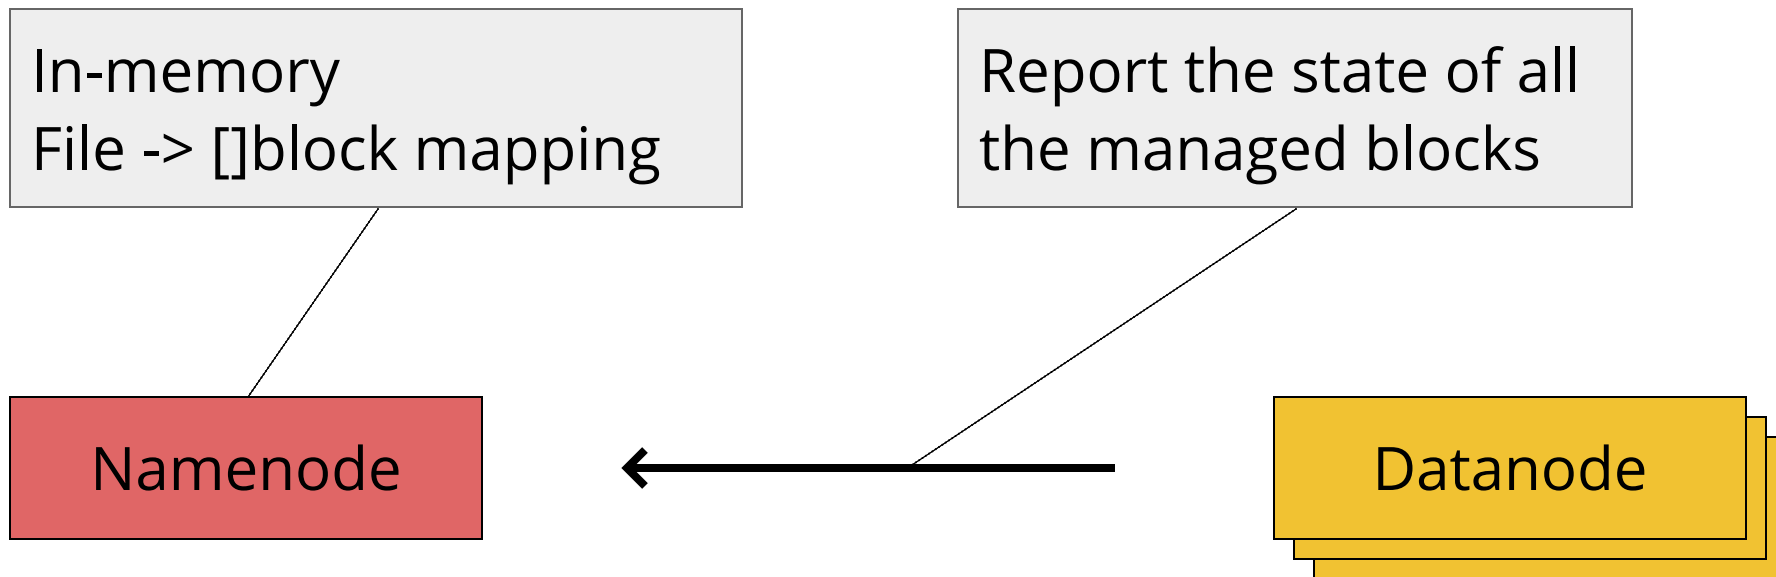 In-memory
File -> []block mapping
Report the state of all
the managed blocks
Namenode
Datanode